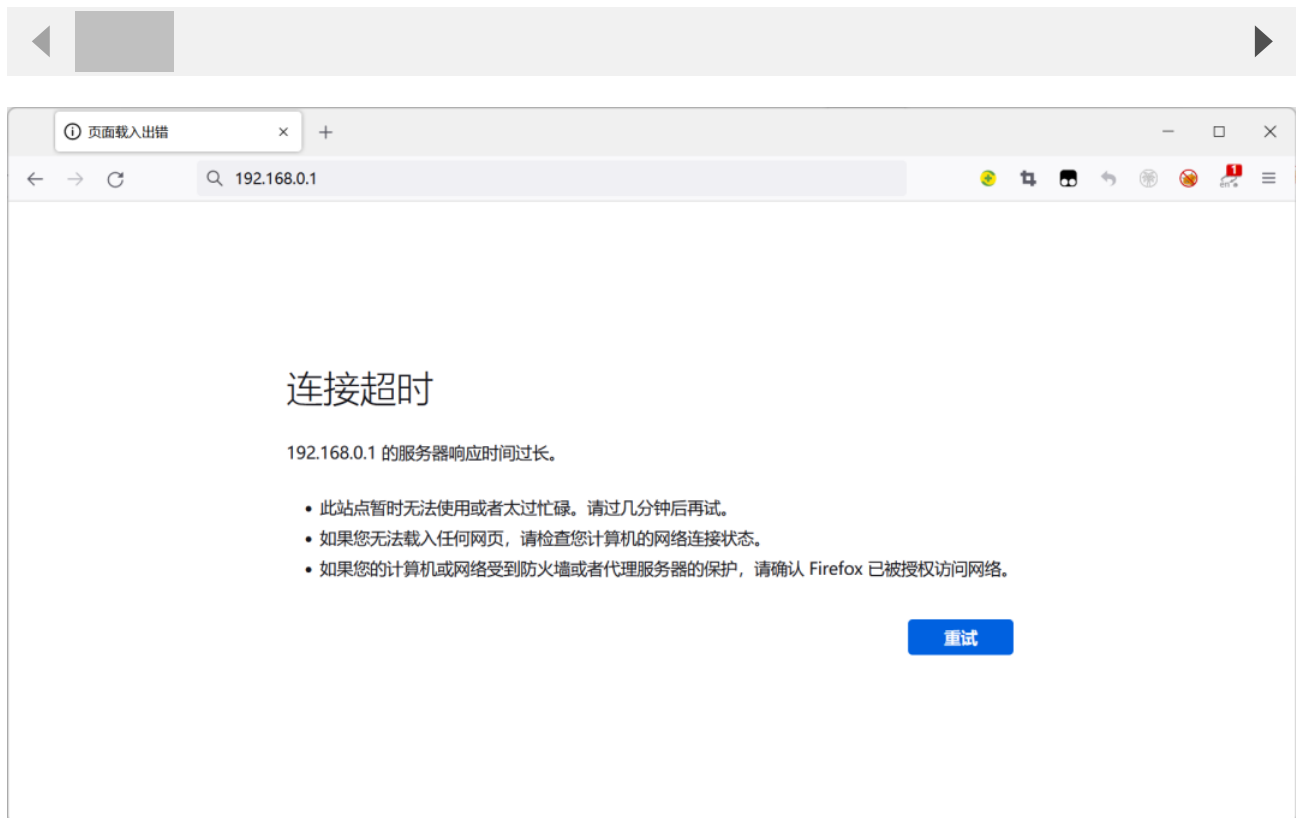 页面载入出错
192.168.0.1
1
en
连接超时
192.168.0.1 的服务器响应时间过长。
此站点暂时无法使用或者太过忙碌。请过几分钟后再试。
如果您无法载入任何网页，请检查您计算机的网络连接状态。
如果您的计算机或网络受到防火墙或者代理服务器的保护，请确认 Firefox 已被授权访问网络。
重试